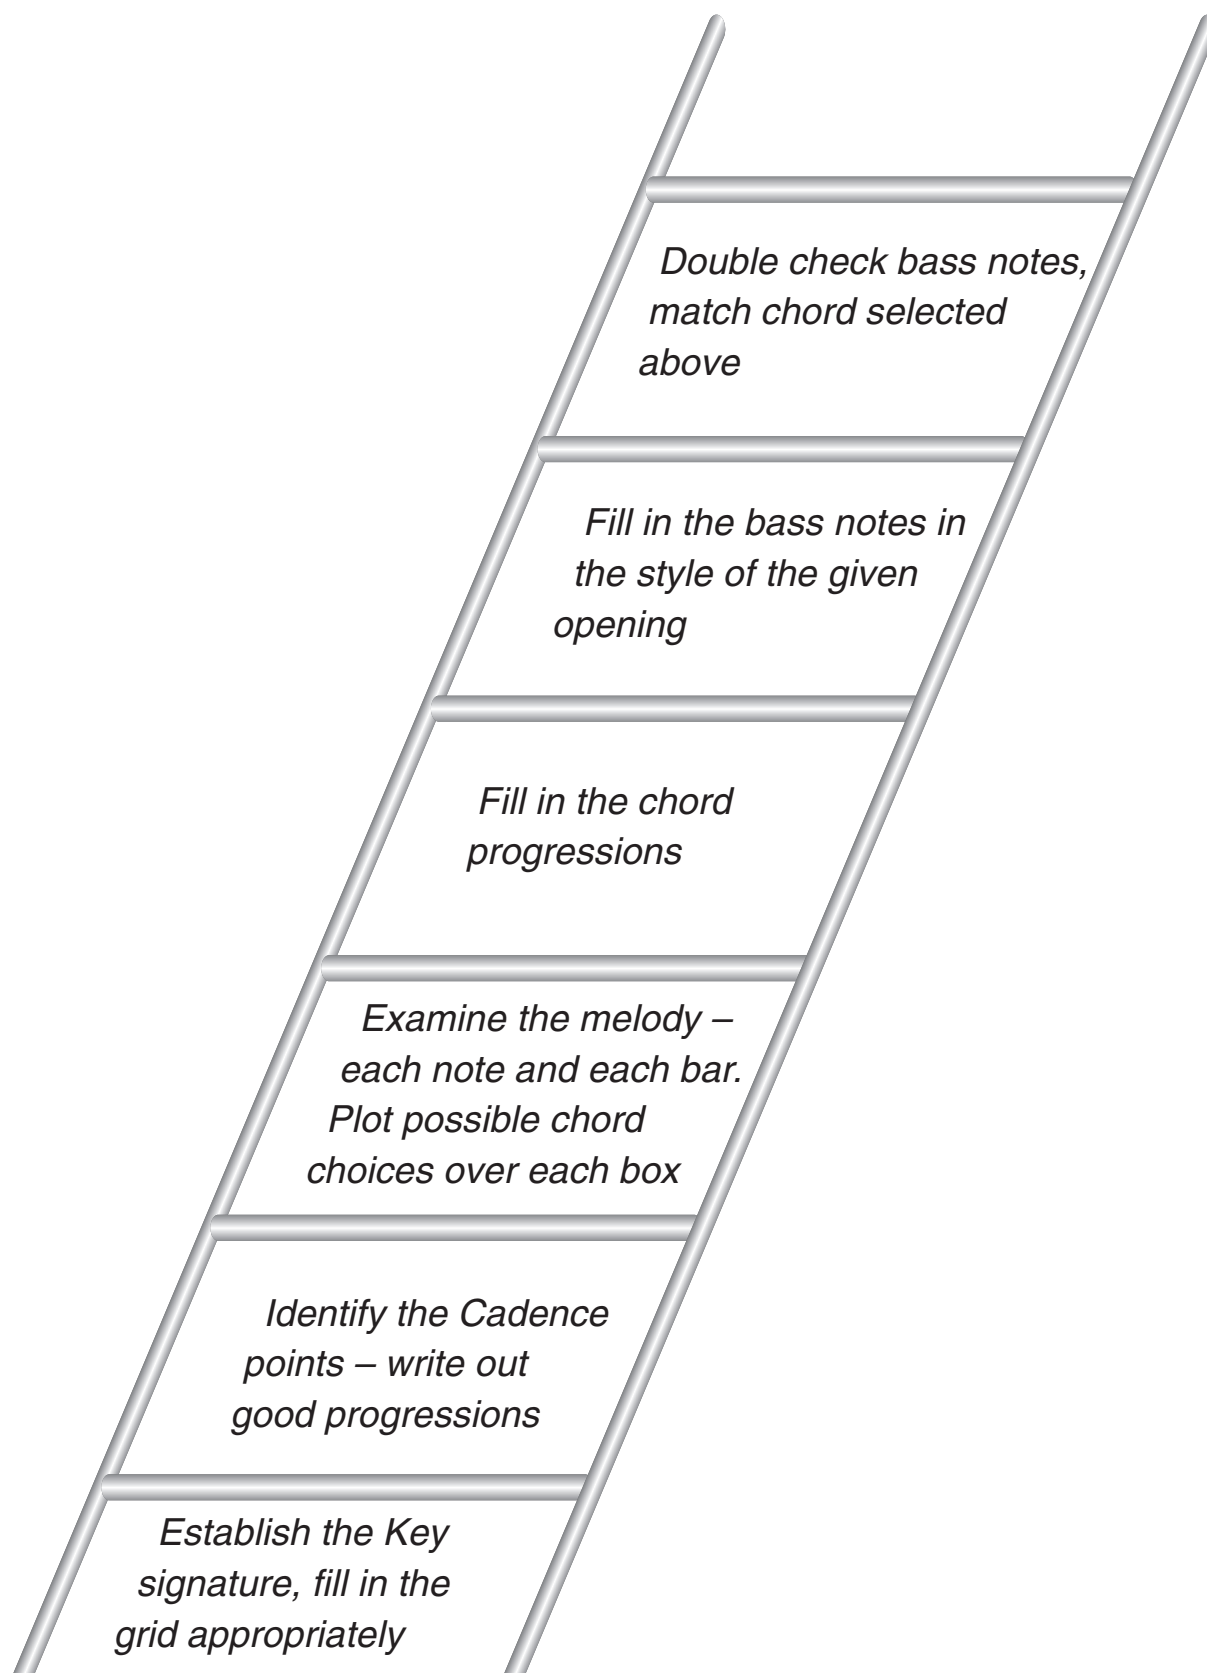 Double check bass notes,
match chord selected
above
Fill in the bass notes in
the style of the given
opening
Fill in the chord
progressions
Examine the melody –
each note and each bar.
Plot possible chord
choices over each box
Identify the Cadence
points – write out
good progressions
Establish the Key
signature, fill in the
grid appropriately